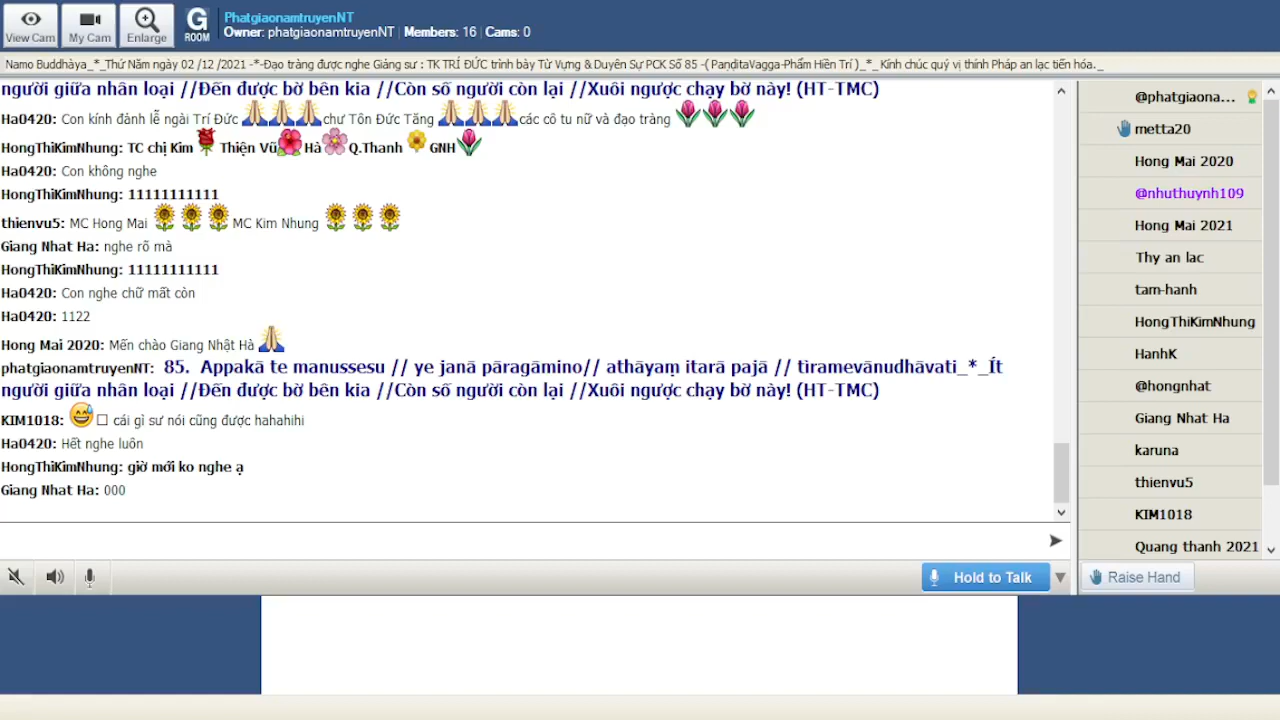 PhatgiaonamtruyenNT
Owner: phatgiaonamtruyenNT | Members: 16 | Cams: 0
View Cam
My Cam
Enlarge
G
ROOM
Namo Buddhàya_*_Thứ Năm ngày 02 /12 /2021 -*-Đạo tràng được nghe Giảng sư : TK TRÍ ĐỨC trình bày Từ Vựng & Duyên Sự PCK Số 85 -( PaṇḍitaVagga-Phẩm Hiền Trí )_*_ Kính chúc quý vị thính Pháp an lạc tiến hóa._
người giữa nhân loại //Đến được bờ bên kia //Còn số người còn lại //Xuôi ngược chạy bờ này! (HT-TMC)
Ha0420: Con kính đảnh lễ ngài Trí Đức 🙏🙏🙏chư Tôn Đức Tăng 🙏🙏🙏các cô tu nữ và đạo tràng 🌷🌷🌷
HongThiKimNhung: TC chị Kim 🌹 Thiện Vũ🌺 Hà🌸 Q.Thanh 🌼 GNH🌷
Ha0420: Con không nghe
HongThiKimNhung: 11111111111
thienvu5: MC Hong Mai 🌻🌻🌻 MC Kim Nhung 🌻🌻🌻
Giang Nhat Ha: nghe rõ mà
HongThiKimNhung: 11111111111
Ha0420: Con nghe chữ mất còn
Ha0420: 1122
Hong Mai 2020: Mến chào Giang Nhật Hà 🙏
phatgiaonamtruyenNT: 85. Appakā te manussesu // ye janā pāragāmino// athāyaṃ itarā pajā // tìramevānudhāvati_*_Ít
người giữa nhân loại //Đến được bờ bên kia //Còn số người còn lại //Xuôi ngược chạy bờ này! (HT-TMC)
KIM1018: 😅□ cái gì sư nói cũng được hahahihi
Ha0420: Hết nghe luôn
HongThiKimNhung: giờ mới ko nghe ạ
Giang Nhat Ha: 000
Hold to Talk
@phatgiaona...
metta20
Hong Mai 2020
@nhuthuynh109
Hong Mai 2021
Thy an lac
tam-hanh
HongThiKimNhung
HanhK
@hongnhat
Giang Nhat Ha
karuna
thienvu5
KIM1018
Quang thanh 2021
Raise Hand